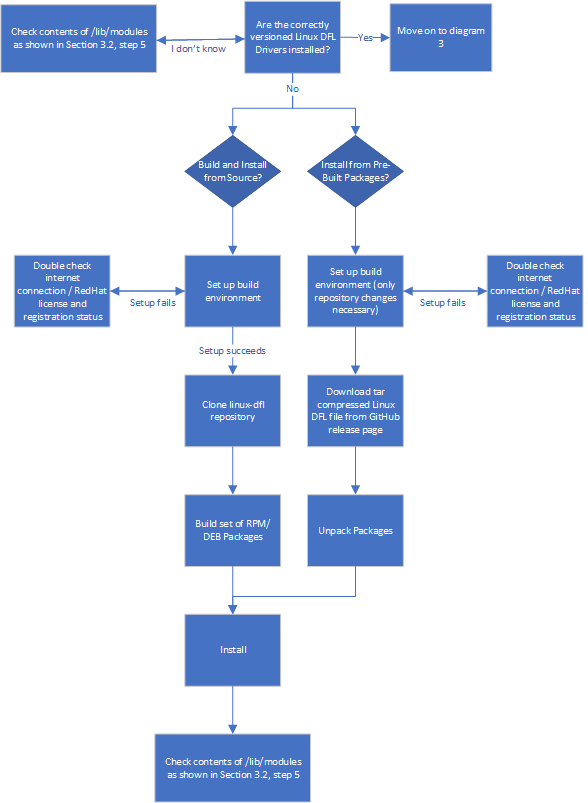 Check contents of /lib/modules
as shown in Section 3.2, step 5
I don't know
Are the correctly
versioned Linux DFL
Drivers installed?
Yes
Move on to diagram
3
No
Build and Install
from Source?
Install from Pre-
Built Packages?
Double check
internet
connection / RedHat
license and
registration status
Setup fails
Set up build
environment
Set up build
environment (only
repository changes
necessary)
Setup fails
Double check
internet
connection / RedHat
license and
registration status
Setup succeeds
Clone linux-dfl
repository
Download tar
compressed Linux
DFL file from GitHub
release page
Build set of RPM/
DEB Packages
Unpack Packages
Install
Check contents of /lib/modules
as shown in Section 3.2, step 5